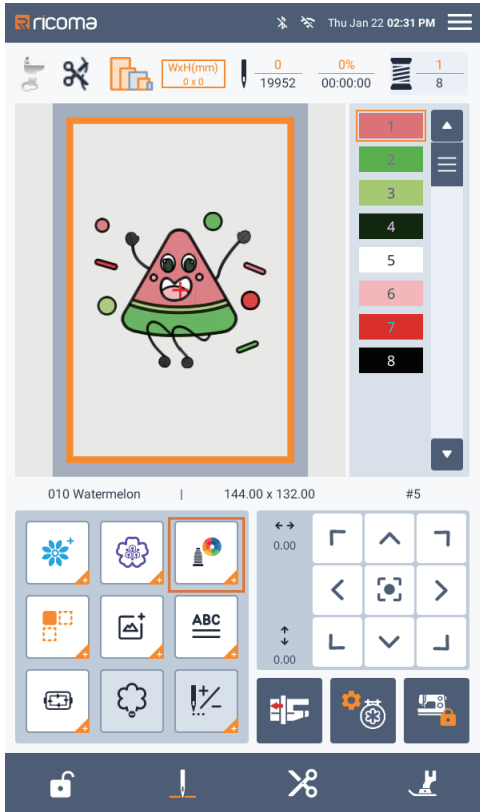 ricoma
Thu Jan 22 02:31 PM
WxH(mm)
0 x 0
0
19952
0%
00:00:00
1
8
1
2
3
4
5
6
7
8
010 Watermelon | 144.00 x 132.00 #5
0.00
ABC
0.00